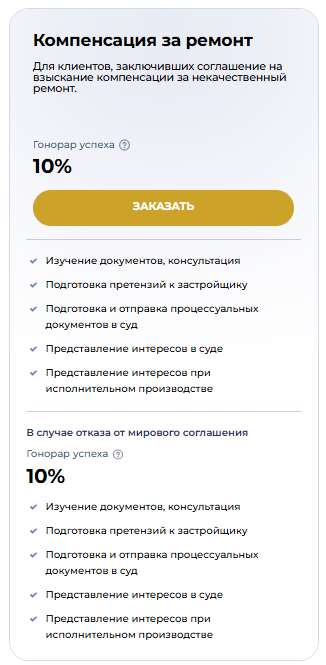 Компенсация за ремонт
Для клиентов, заключивших соглашение на
взыскание компенсации за некачественный
ремонт.
Гонорар успеха ?
10%
ЗАКАЗАТЬ
Изучение документов, консультация
Подготовка претензий к застройщику
Подготовка и отправка процессуальных
документов в суд
Представление интересов в суде
Представление интересов при
исполнительном производстве
В случае отказа от мирового соглашения
Гонорар успеха ?
10%
Изучение документов, консультация
Подготовка претензий к застройщику
Подготовка и отправка процессуальных
документов в суд
Представление интересов в суде
Представление интересов при
исполнительном производстве